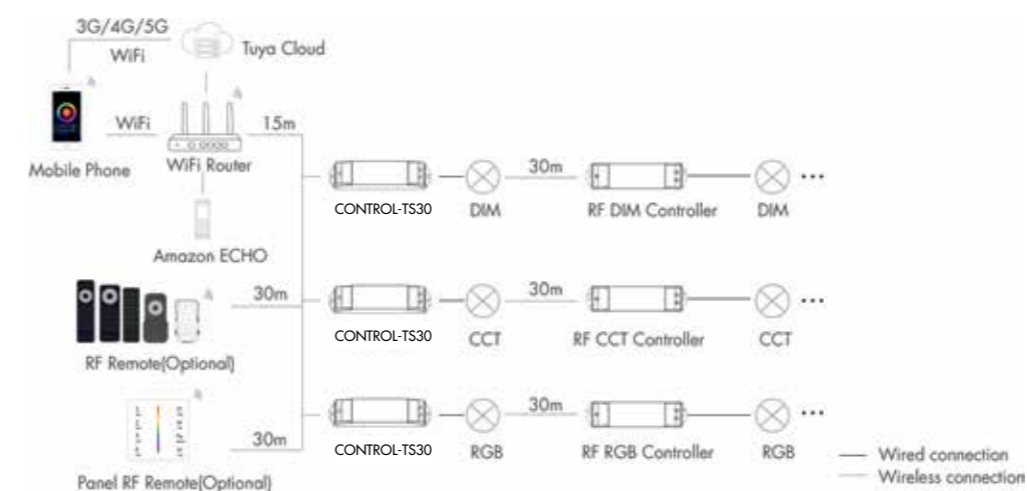 3G/4G/5G
WiFi
Tuya Cloud
WiFi
15m
Mobile Phone
WiFi Router
30m
CONTROL-TS30
DIM
RF DIM Controller
DIM
Amazon ECHO
30m
30m
CONTROL-TS30
CCT
RF CCT Controller
CCT
RF Remote(Optional)
30m
30m
CONTROL-TS30
RGB
RF RGB Controller
RGB
Wired connection
Wireless connection
Panel RF Remote(Optional)